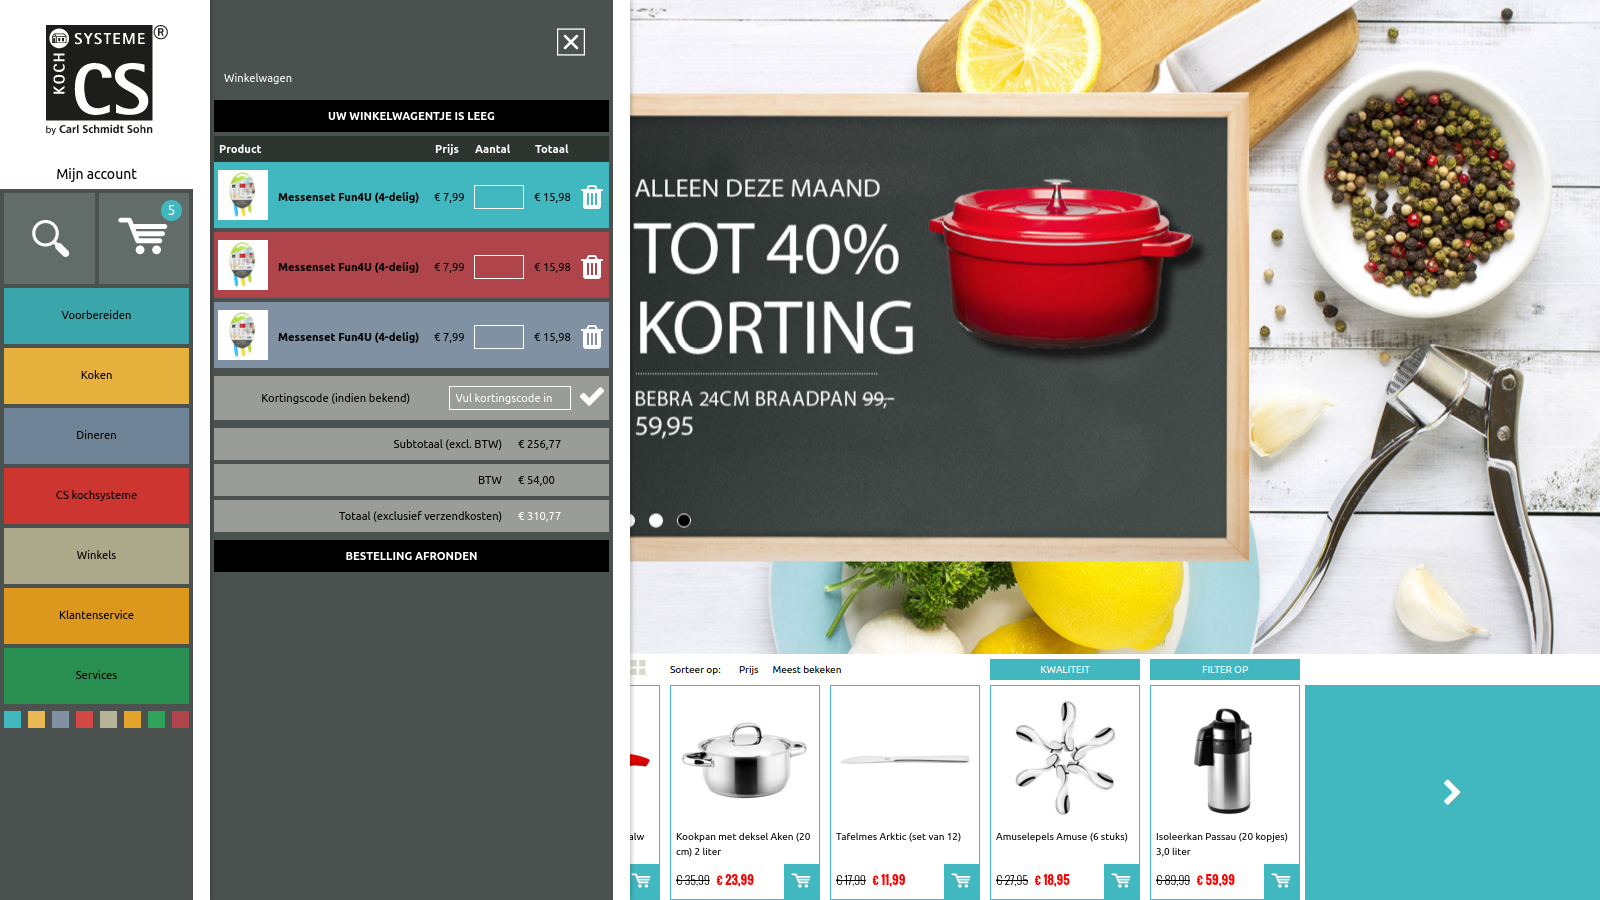 SYSTEME ®
KOCH
CS
by Carl Schmidt Sohn
Mijn account
5
Voorbereiden
Koken
Dineren
CS kochsysteme
Winkels
Klantenservice
Services
Winkelwagen
UW WINKELWAGENTJE IS LEEG
Product Prijs Aantal Totaal
Messenset Fun4U (4-delig) € 7,99 € 15,98
Messenset Fun4U (4-delig) € 7,99 € 15,98
Messenset Fun4U (4-delig) € 7,99 € 15,98
Kortingscode (indien bekend) Vul kortingscode in
Subtotaal (excl. BTW) € 256,77
BTW € 54,00
Totaal (exclusief verzendkosten) € 310,77
BESTELLING AFRONDEN
ALLEEN DEZE MAAND
TOT 40%
KORTING
BEBRA 24CM BRAADPAN 99,-
59,95
Sorteer op: Prijs Meest bekeken KWALITEIT FILTER OP
alw
Kookpan met deksel Aken (20
cm) 2 liter
€ 35,99 € 23,99
Tafelmes Arktic (set van 12)
€ 17,99 € 11,99
Amuselepels Amuse (6 stuks)
€ 27,95 € 18,95
Isoleerkan Passau (20 kopjes)
3,0 liter
€ 89,99 € 59,99